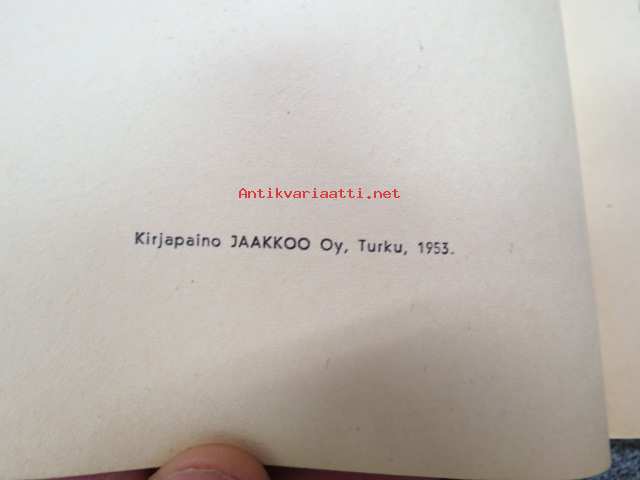 Antikvariaatti.net
Kirjapaino JAAKKOO Oy, Turku, 1953.